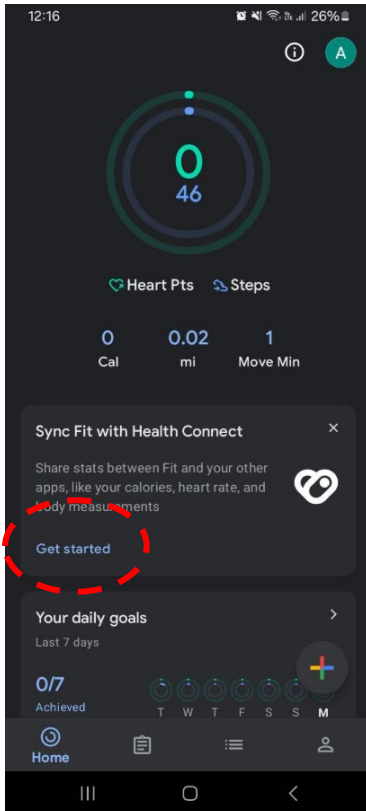 12:16 26%
A
0
46
Heart Pts Steps
0 0.02 1
Cal mi Move Min
Sync Fit with Health Connect
Share stats between Fit and your other
apps, like your calories, heart rate, and
body measurements
Get started
Your daily goals
Last 7 days
0/7
Achieved
T W T F S S M
Home